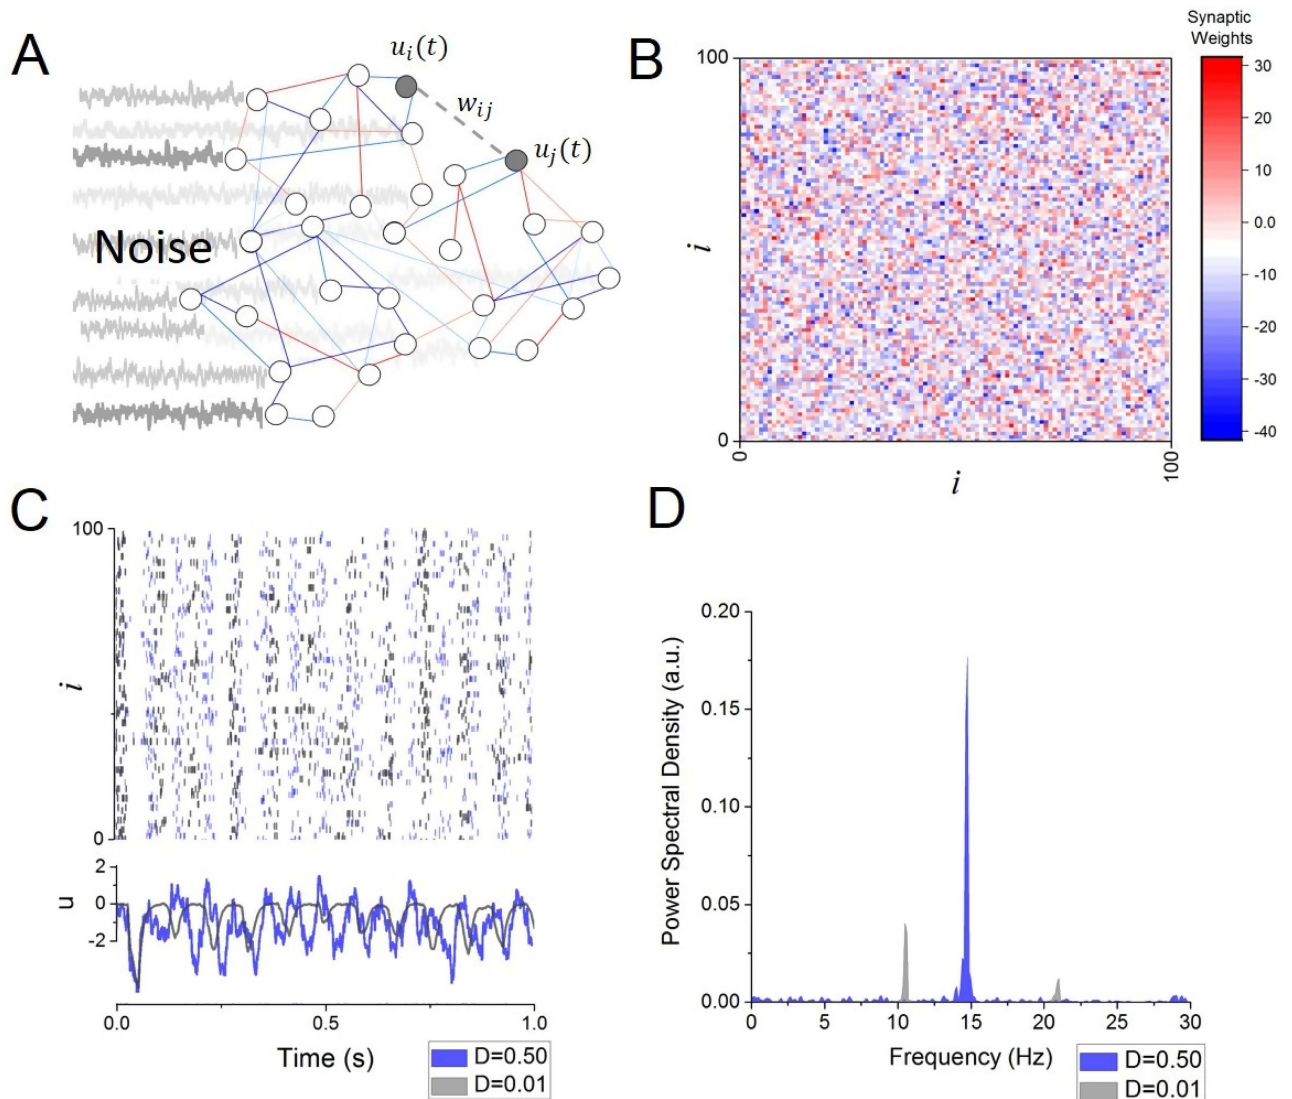 A
u_i(t)
w_ij
u_j(t)
Noise
B
Synaptic
Weights
100
i
0
0
i
100
30
20
10
0.0
-10
-20
-30
-40
C
100
i
0
2
0
-2
u
0.0
0.5
1.0
Time (s)
D=0.50
D=0.01
D
0.20
0.15
0.10
0.05
0.00
Power Spectral Density (a.u.)
0
5
10
15
20
25
30
Frequency (Hz)
D=0.50
D=0.01